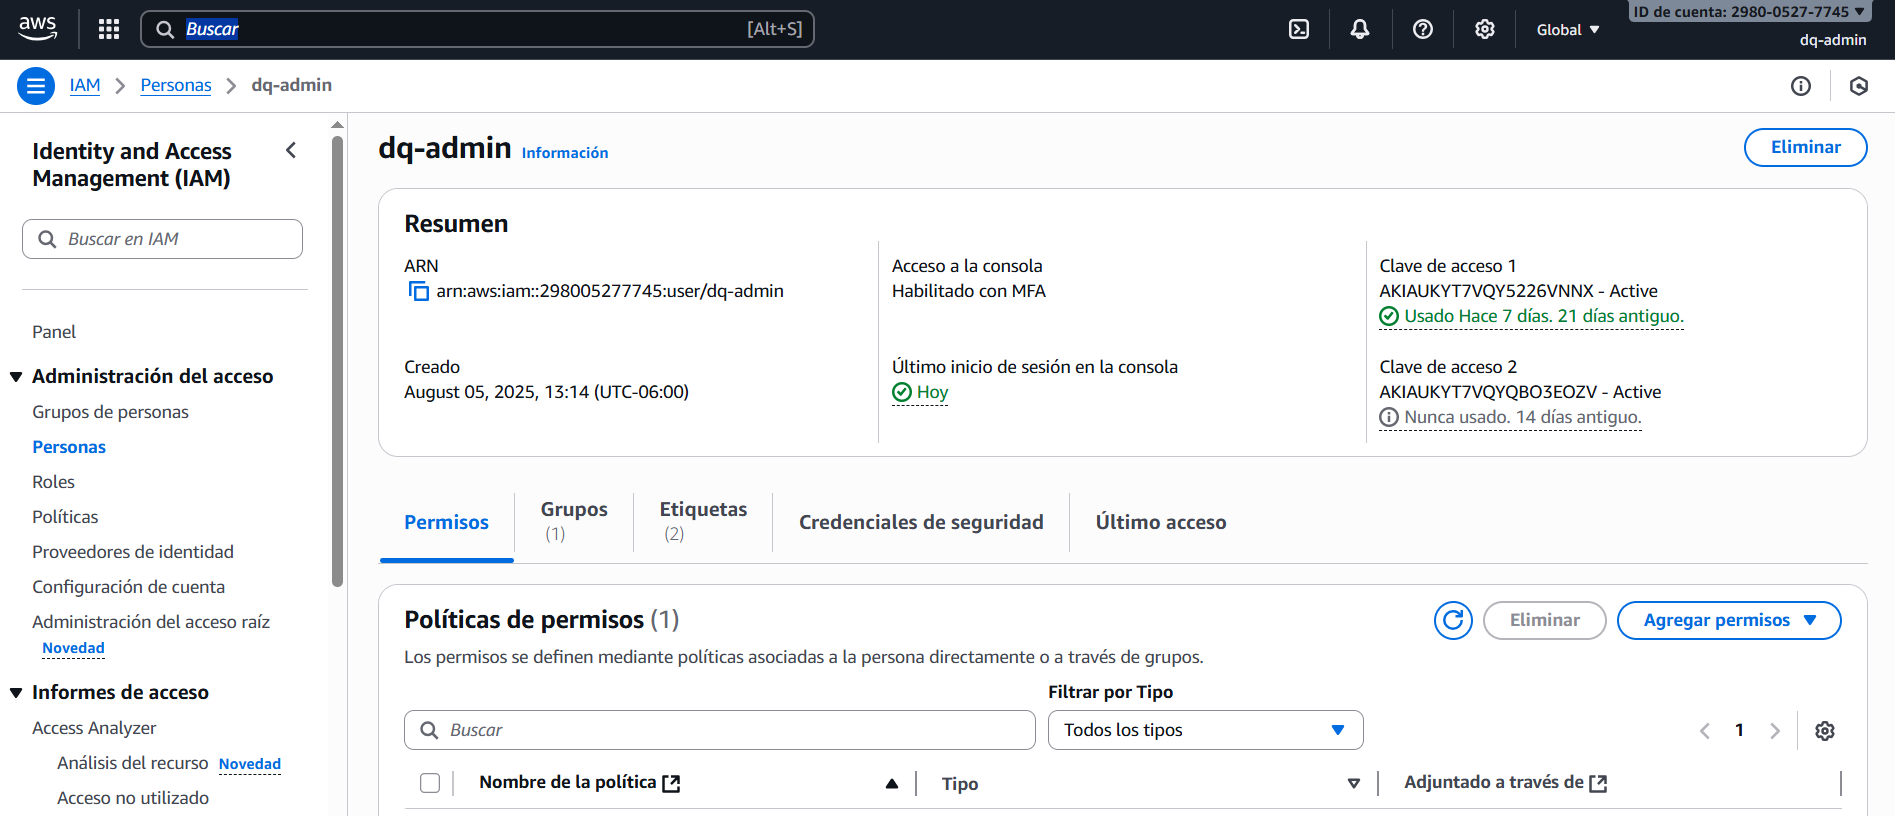 aws
Buscar
[Alt+S]
Global
ID de cuenta: 2980-0527-7745
dq-admin
IAM
Personas
dq-admin
Identity and Access
Management (IAM)
Buscar en IAM
Panel
Administración del acceso
Grupos de personas
Personas
Roles
Políticas
Proveedores de identidad
Configuración de cuenta
Administración del acceso raíz
Novedad
Informes de acceso
Access Analyzer
Análisis del recurso Novedad
Acceso no utilizado
dq-admin Información
Eliminar
Resumen
ARN
arn:aws:iam::298005277745:user/dq-admin
Creado
August 05, 2025, 13:14 (UTC-06:00)
Acceso a la consola
Habilitado con MFA
Último inicio de sesión en la consola
Hoy
Clave de acceso 1
AKIAUKYT7VQY5226VNNX - Active
Usado Hace 7 días. 21 días antiguo.
Clave de acceso 2
AKIAUKYT7VQYQBO3EOZV - Active
Nunca usado. 14 días antiguo.
Permisos
Grupos
(1)
Etiquetas
(2)
Credenciales de seguridad
Último acceso
Políticas de permisos (1)
Eliminar
Agregar permisos
Los permisos se definen mediante políticas asociadas a la persona directamente o a través de grupos.
Filtrar por Tipo
Buscar
Todos los tipos
1
Nombre de la política
Tipo
Adjuntado a través de